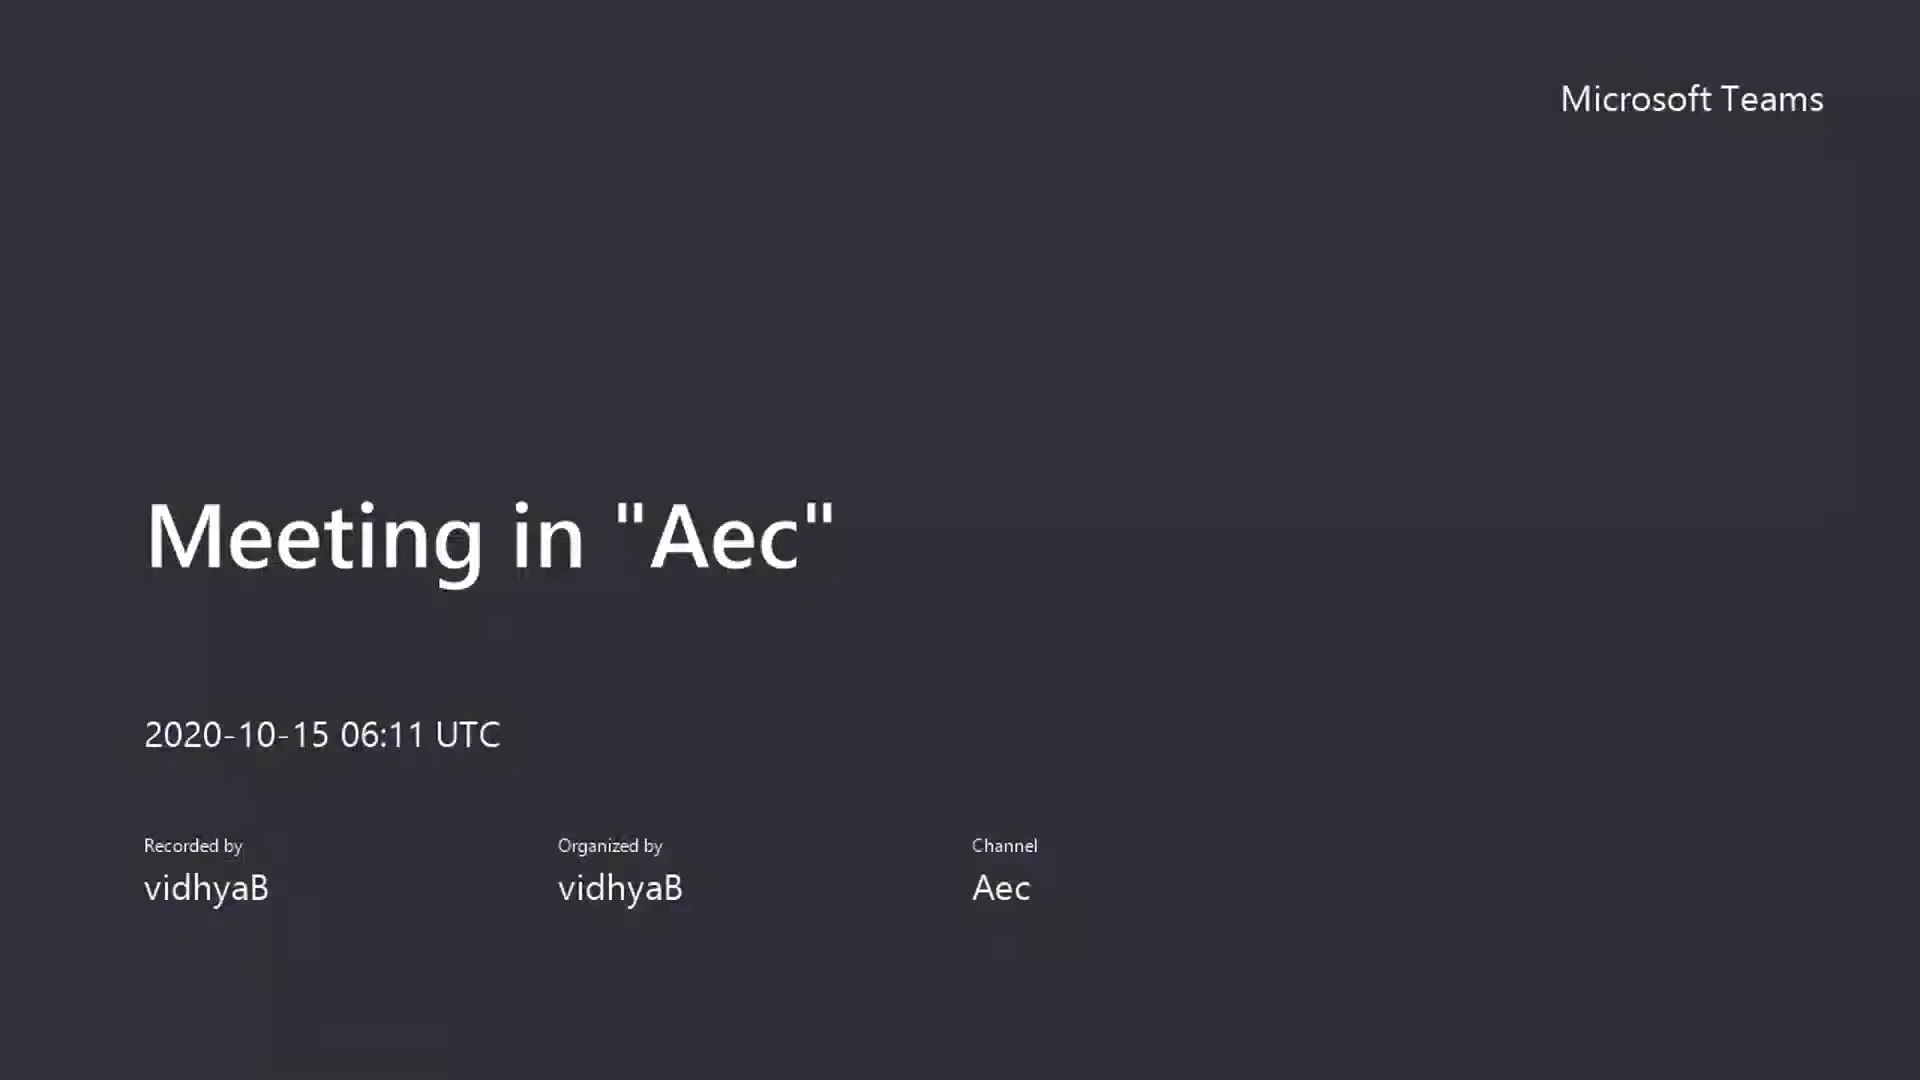 Microsoft Teams
Meeting in "Aec"
2020-10-15 06:11 UTC
Recorded by
vidhyaB
Organized by
vidhyaB
Channel
Aec